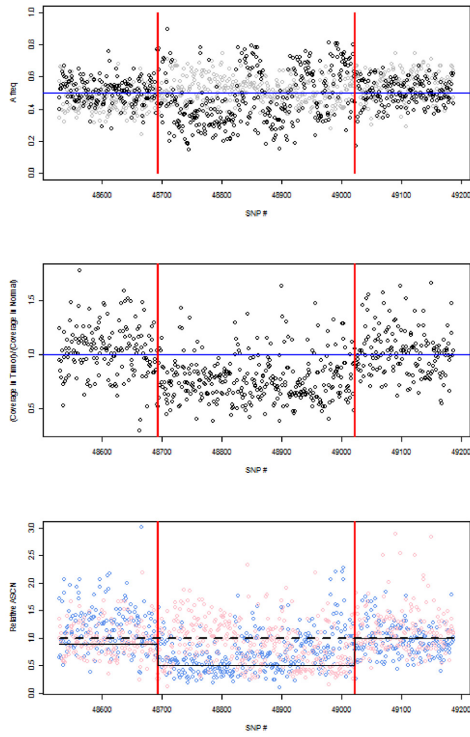 A freq
0.0 0.2 0.4 0.6 0.8 1.0
48600 48700 48800 48900 49000 49100 49200
SNP #
(Coverage in Tumor)/(Coverage in Normal)
0.5 1.0 1.5
48600 48700 48800 48900 49000 49100 49200
SNP #
Relative ASCN
0.0 0.5 1.0 1.5 2.0 2.5 3.0
48600 48700 48800 48900 49000 49100 49200
SNP #